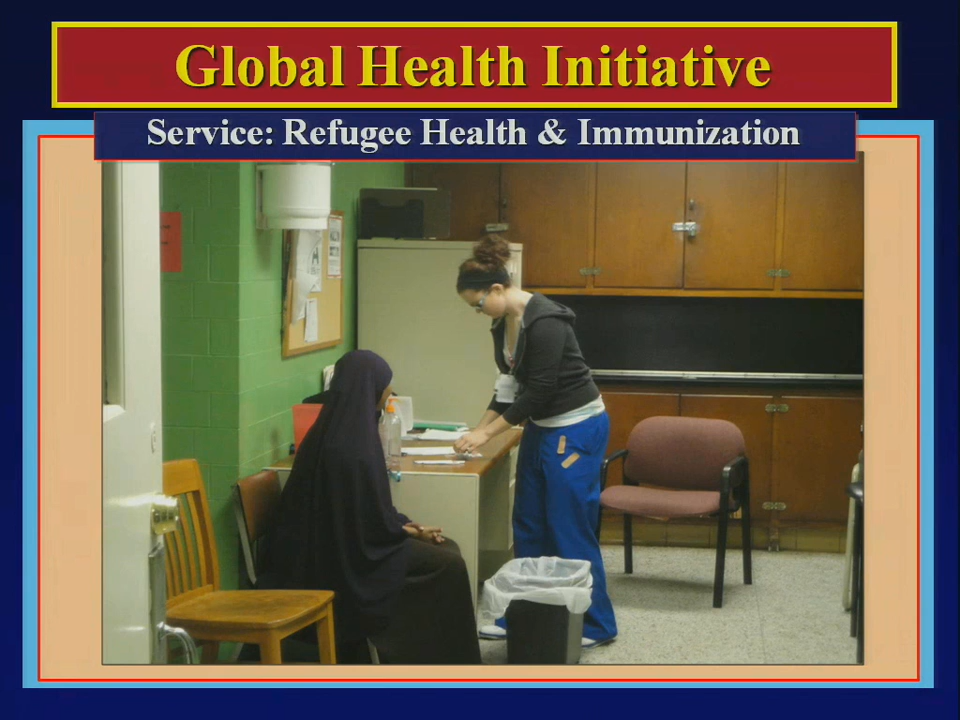 Global Health Initiative
Service: Refugee Health & Immunization